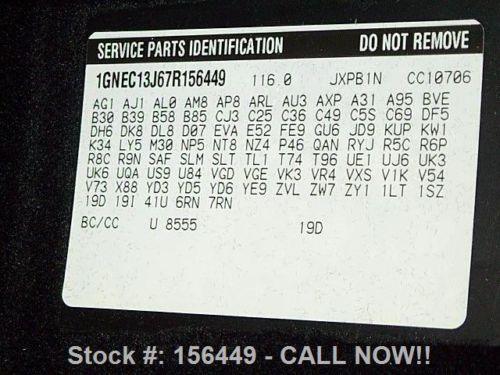 SERVICE PARTS IDENTIFICATION DO NOT REMOVE
1GNEC13J67R156449 116.0 JXPB1N CC10706
AG1 AJ1 AL0 AM8 AP8 ARL AU3 AXP A31 A95 BVE
B30 B39 B58 B85 CJ3 C25 C36 C49 C5S C69 DF5
DH6 DK8 DL8 D07 EVA E52 FE9 GU6 JD9 KUP KW1
K34 LY5 M30 NP5 NT8 NZ4 P46 QAN RYJ R5C R6P
R8C R9N SAF SLM SLT TL1 T74 T96 UE1 UJ6 UK3
UK6 UQA US9 U84 VGD VGE VK3 VR4 VXS V1K V54
V73 X88 YD3 YD5 YD6 YE9 ZVL ZW7 ZY1 1LT 1SZ
19D 19I 41U 6RN 7RN
BC/CC U 8555 19D
Stock #: 156449 - CALL NOW!!